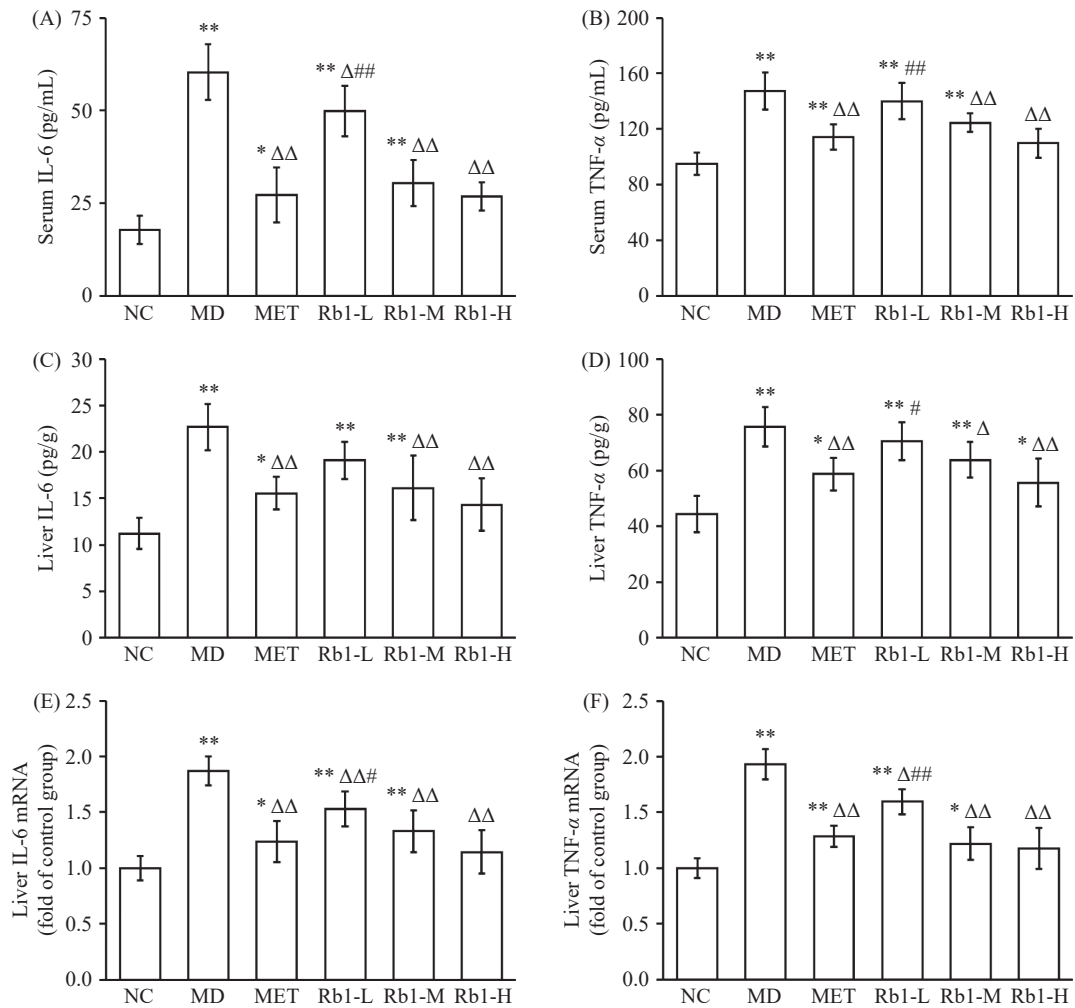 (A)
Serum IL-6 (pg/mL)
75
50
25
0
**
* ΔΔ
** Δ##
** ΔΔ
ΔΔ
NC MD MET Rb1-L Rb1-M Rb1-H
(B)
Serum TNF-α (pg/mL)
200
160
120
80
40
0
**
** ΔΔ
** ##
** ΔΔ
ΔΔ
NC MD MET Rb1-L Rb1-M Rb1-H
(C)
Liver IL-6 (pg/g)
30
25
20
15
10
5
0
**
* ΔΔ
**
** ΔΔ
ΔΔ
NC MD MET Rb1-L Rb1-M Rb1-H
(D)
Liver TNF-α (pg/g)
100
80
60
40
20
0
**
* ΔΔ
** #
** Δ
* ΔΔ
NC MD MET Rb1-L Rb1-M Rb1-H
(E)
Liver IL-6 mRNA
(fold of control group)
2.5
2.0
1.5
1.0
0.5
0.0
**
* ΔΔ
** ΔΔ#
** ΔΔ
ΔΔ
NC MD MET Rb1-L Rb1-M Rb1-H
(F)
Liver TNF-α mRNA
(fold of control group)
2.5
2.0
1.5
1.0
0.5
0.0
**
** ΔΔ
** Δ##
* ΔΔ
ΔΔ
NC MD MET Rb1-L Rb1-M Rb1-H